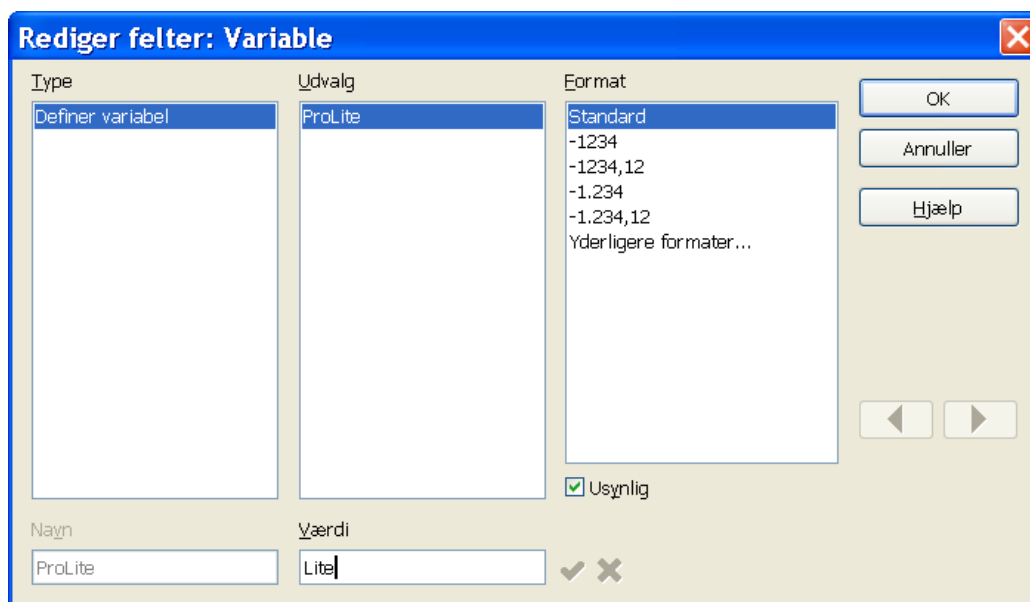 Rediger felter: Variable
Type
Udvalg
Format
Definer variabel
ProLite
Standard
-1234
-1234,12
-1.234
-1.234,12
Yderligere formater...
OK
Annuller
Hjælp
Usynlig
Navn
Værdi
ProLite
Lite